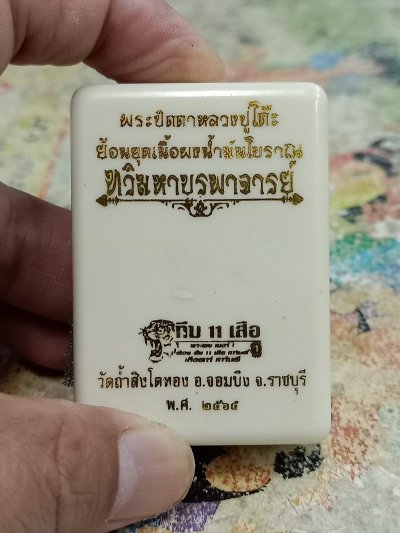 พระปิดตาหลวงปู่โต๊ะ
ย้อนยุคเนื้อผงน้ำมันโบราณ
ทวิมหาบูรพาจารย์
ทีม 11 เสือ
วัดถ้ำสิงโตทอง อ.จอมบึง จ.ราชบุรี
พ.ศ. ๒๕๖๕